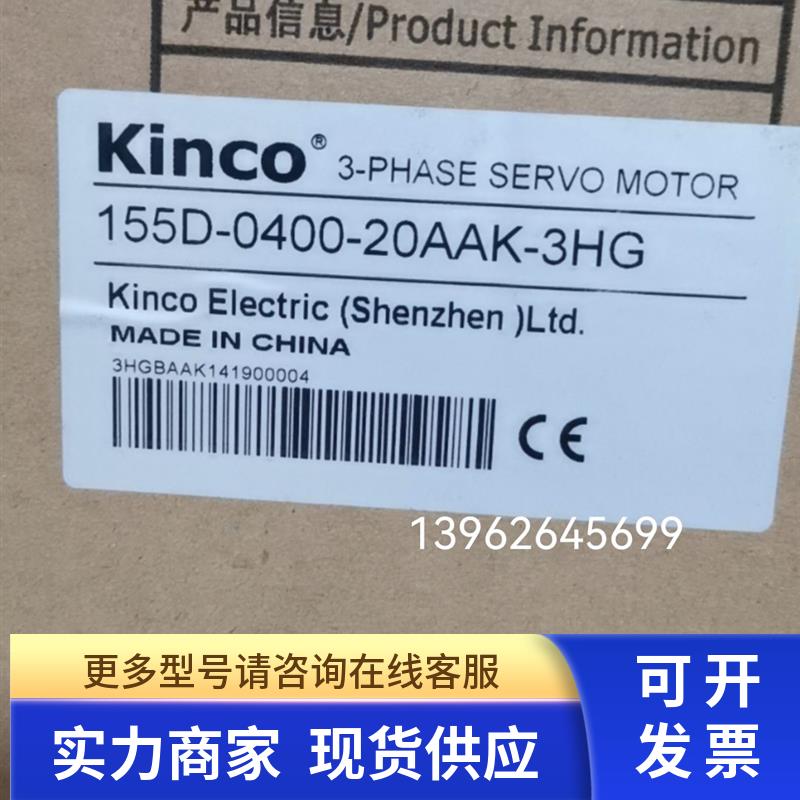 产品信息/Product Information
Kinco® 3-PHASE SERVO MOTOR
155D-0400-20AAK-3HG
Kinco Electric (Shenzhen )Ltd.
MADE IN CHINA
3HGBAAK141900004
CE
13962645699
更多型号请咨询在线客服
实力商家 现货供应
可开
发票